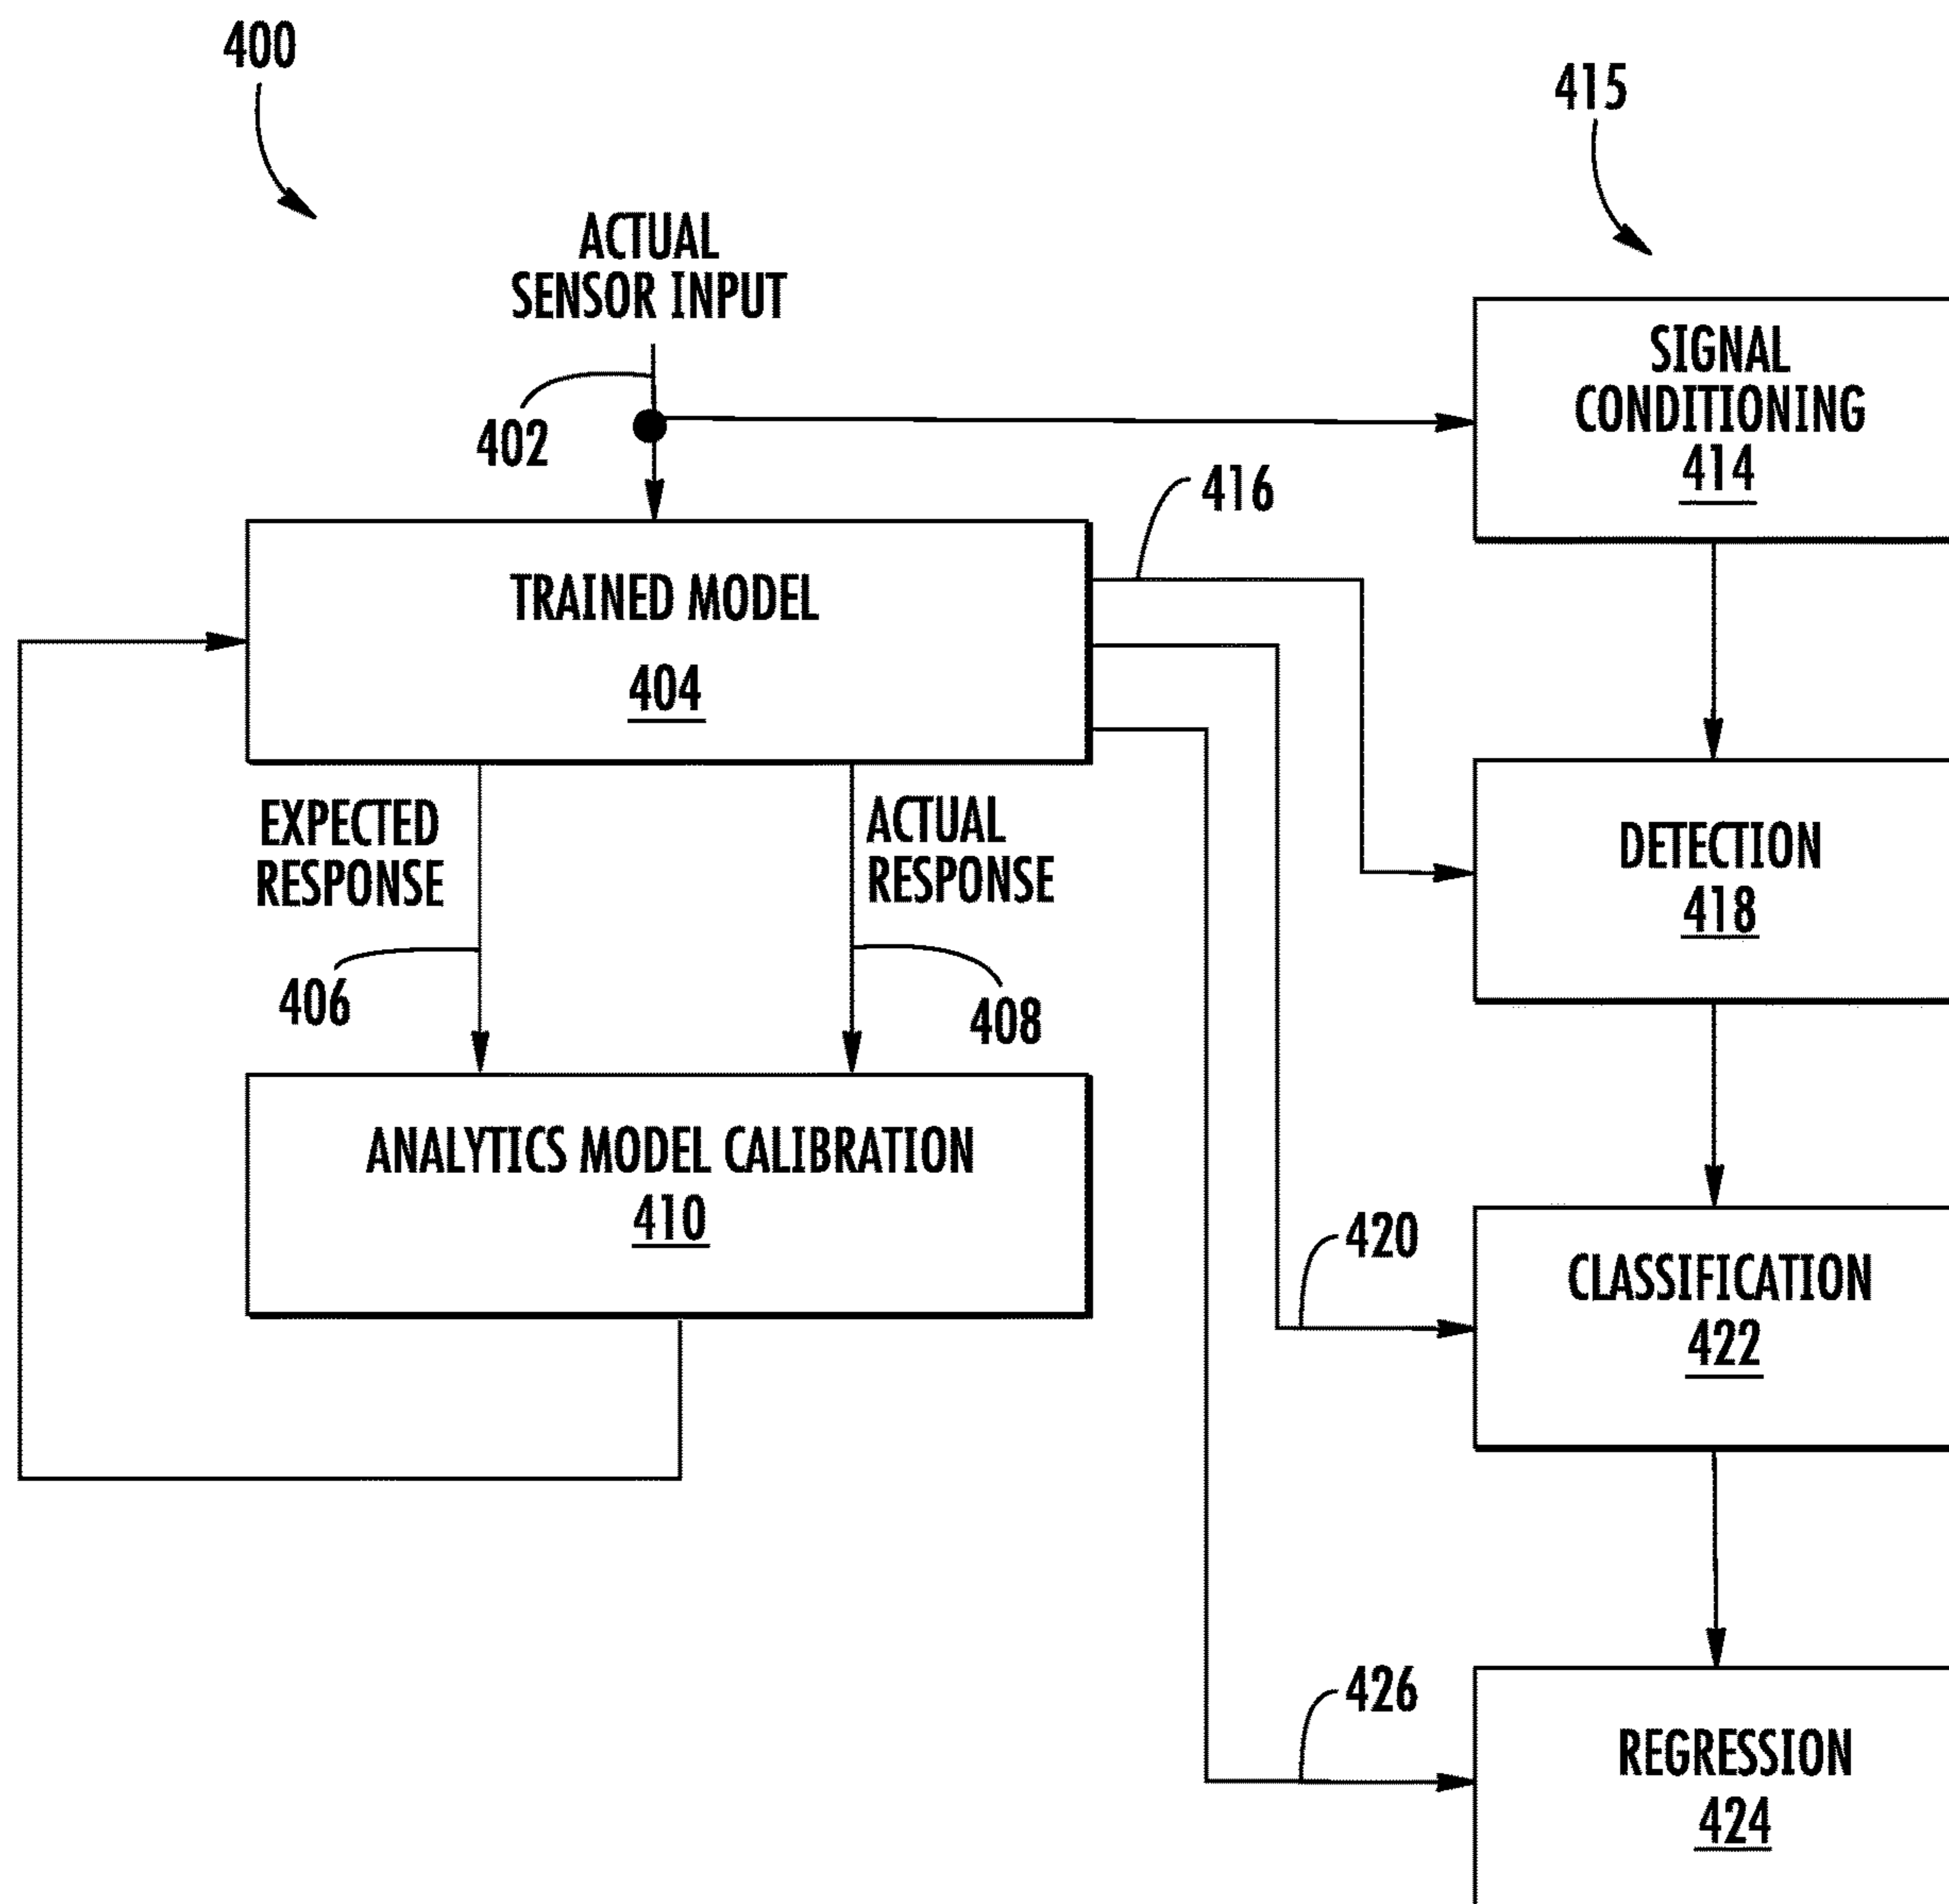 400
415
ACTUAL
SENSOR INPUT
402
SIGNAL
CONDITIONING
414
416
TRAINED MODEL
404
EXPECTED
RESPONSE
ACTUAL
RESPONSE
406
408
DETECTION
418
ANALYTICS MODEL CALIBRATION
410
420
CLASSIFICATION
422
426
REGRESSION
424